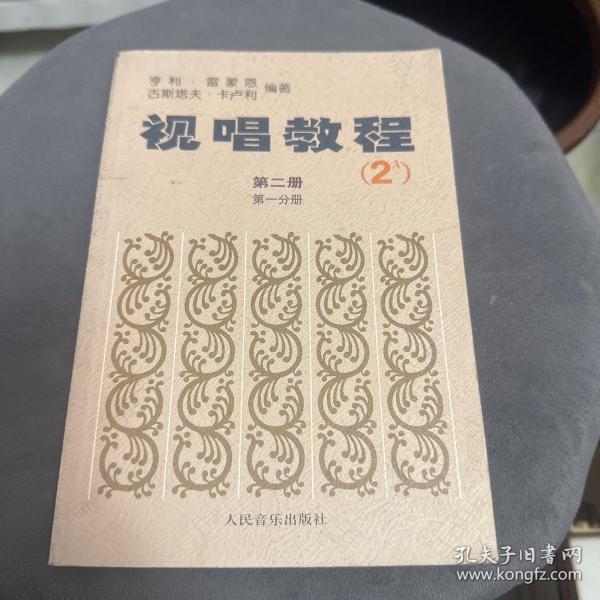 亨利·雷蒙恩
古斯塔夫·卡卢利 编著
视唱教程
(2A)
第二册
第一分册
人民音乐出版社
孔夫子旧书网
www.kongfz.com